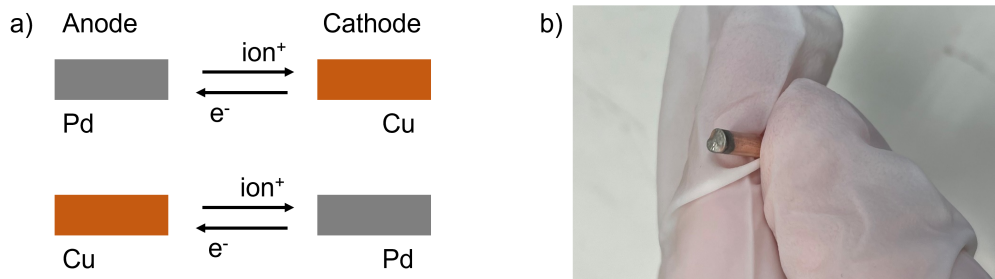 a) Anode Cathode b)
ion⁺
e⁻
Pd Cu
ion⁺
e⁻
Cu Pd